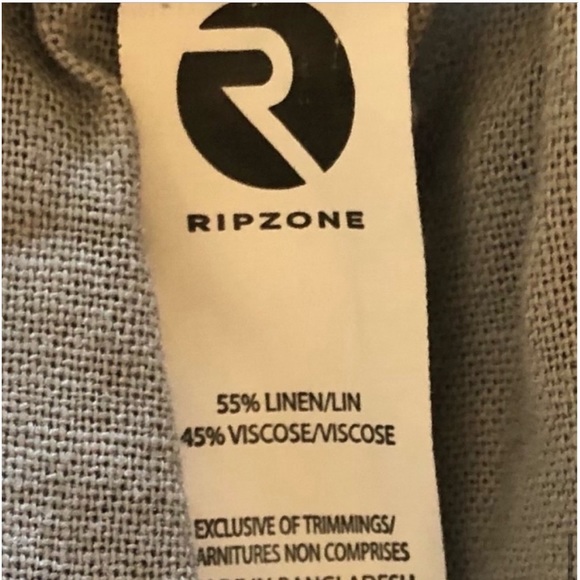 R
RIPZONE
55% LINEN/LIN
45% VISCOSE/VISCOSE
EXCLUSIVE OF TRIMMINGS/
ARNITURES NON COMPRISES